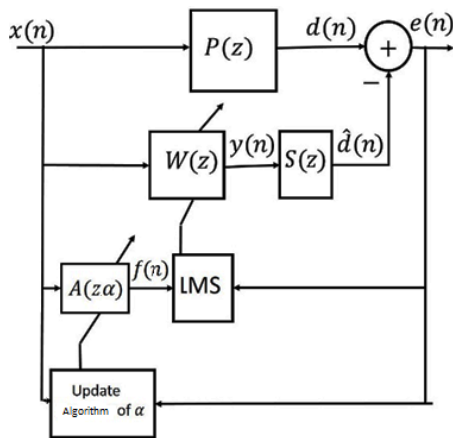 x(n)
P(z)
d(n)
+
e(n)
−
W(z)
y(n)
S(z)
d̂(n)
A(zα)
f(n)
LMS
Update
Algorithm of α